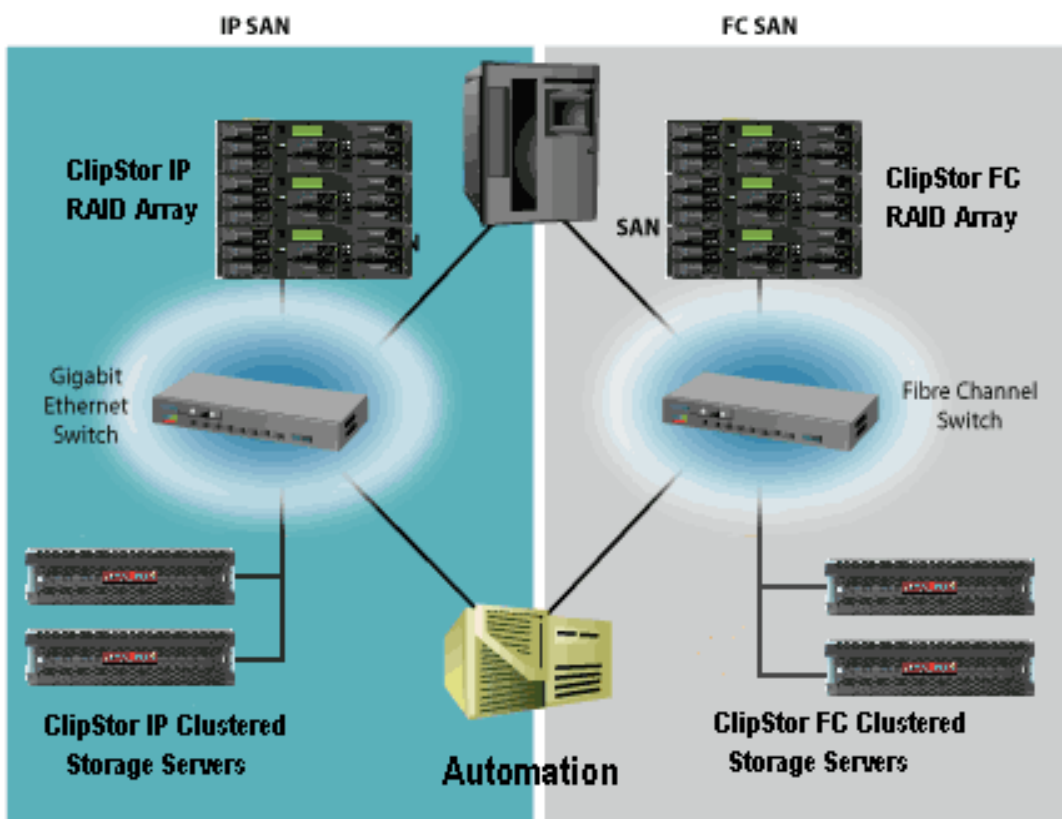 IP SAN
FC SAN
ClipStor IP
RAID Array
N
SAN
ClipStor FC
RAID Array
Gigabit
Ethernet
Switch
Fibre Channel
Switch
ClipStor IP Clustered
Storage Servers
Automation
ClipStor FC Clustered
Storage Servers